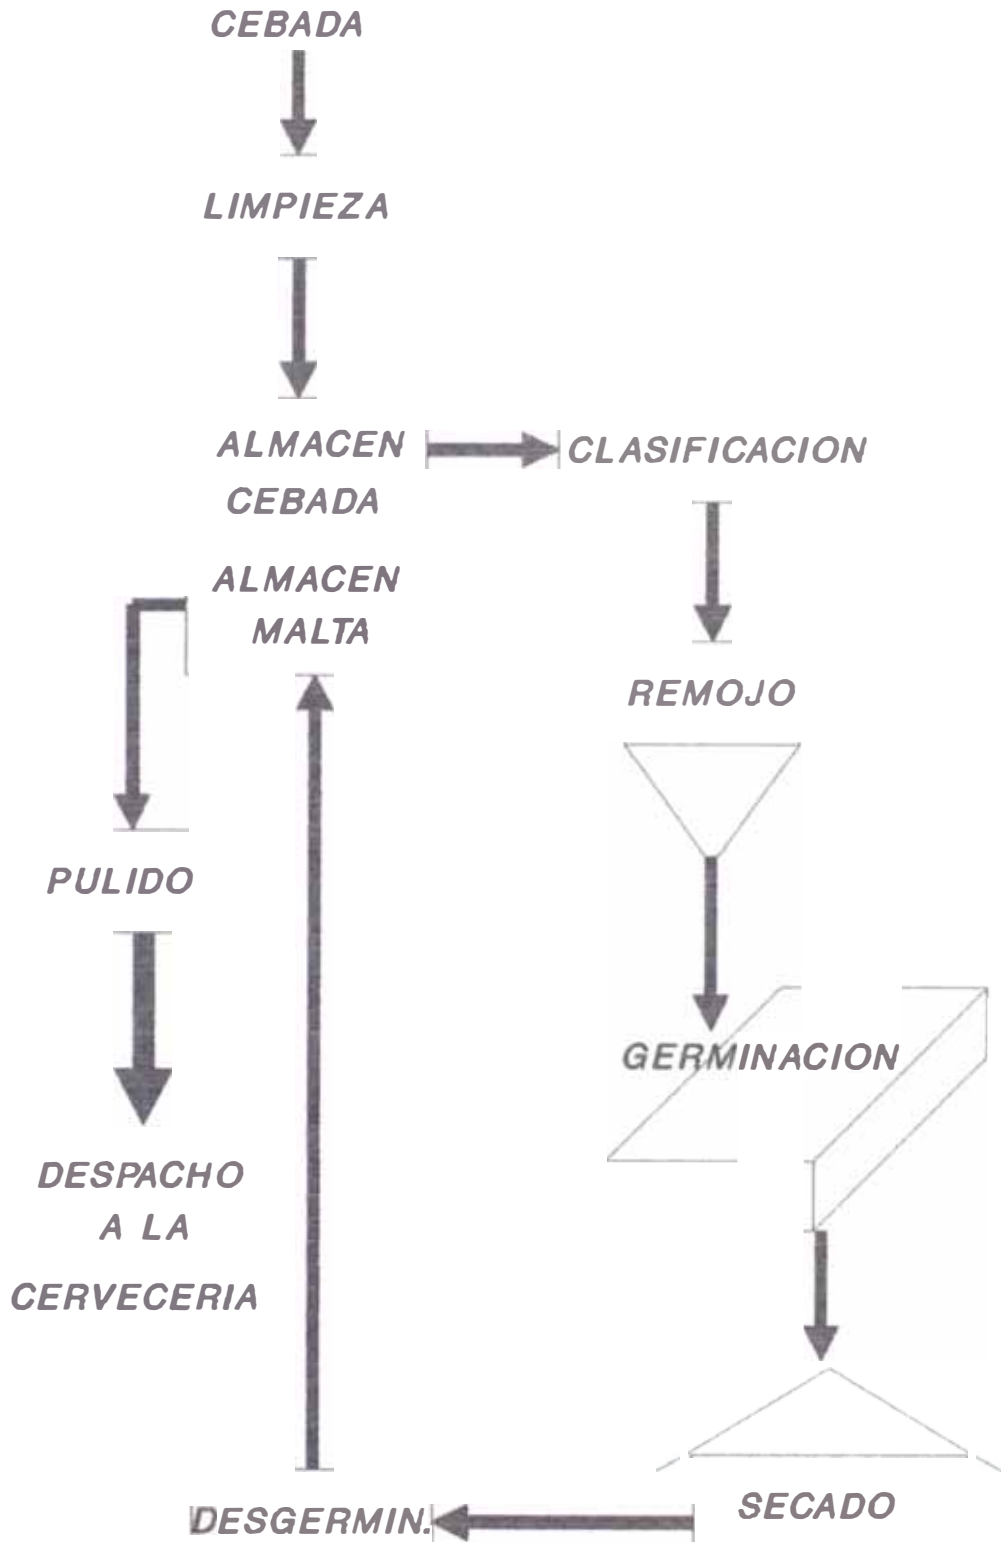 CEBADA
LIMPIEZA
ALMACEN
CEBADA
CLASIFICACION
ALMACEN
MALTA
REMOJO
PULIDO
GERMINACION
DESPACHO
A LA
CERVECERIA
SECADO
DESGERMIN.